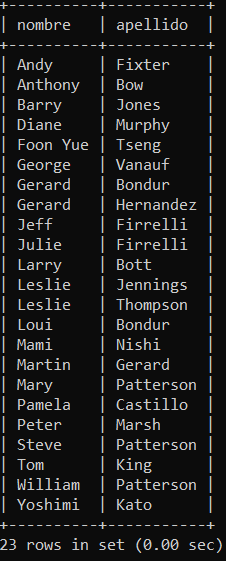 +----------+-----------+
| nombre   | apellido  |
+----------+-----------+
| Andy     | Fixter    |
| Anthony  | Bow       |
| Barry    | Jones     |
| Diane    | Murphy    |
| Foon Yue | Tseng     |
| George   | Vanauf    |
| Gerard   | Bondur    |
| Gerard   | Hernandez |
| Jeff     | Firrelli  |
| Julie    | Firrelli  |
| Larry    | Bott      |
| Leslie   | Jennings  |
| Leslie   | Thompson  |
| Loui     | Bondur    |
| Mami     | Nishi     |
| Martin   | Gerard    |
| Mary     | Patterson |
| Pamela   | Castillo  |
| Peter    | Marsh     |
| Steve    | Patterson |
| Tom      | King      |
| William  | Patterson |
| Yoshimi  | Kato      |
+----------+-----------+
23 rows in set (0.00 sec)